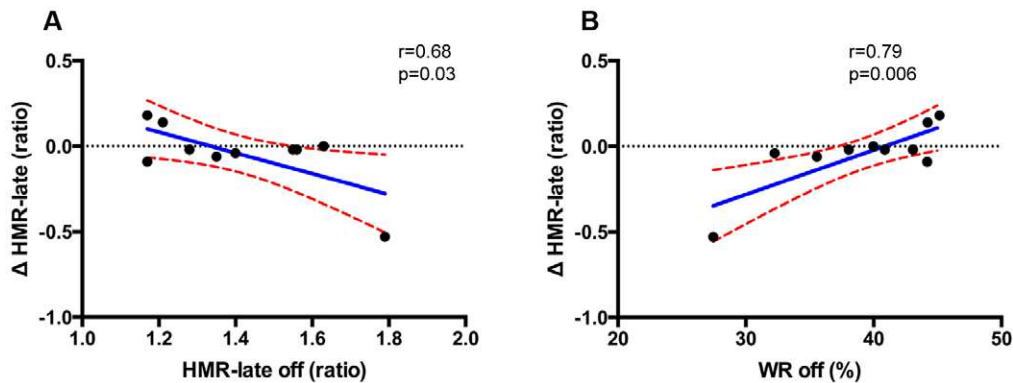 A
r=0.68
p=0.03
Δ HMR-late (ratio)
0.5
0.0
-0.5
-1.0
1.0 1.2 1.4 1.6 1.8 2.0
HMR-late off (ratio)
B
r=0.79
p=0.006
Δ HMR-late (ratio)
0.5
0.0
-0.5
-1.0
20 30 40 50
WR off (%)